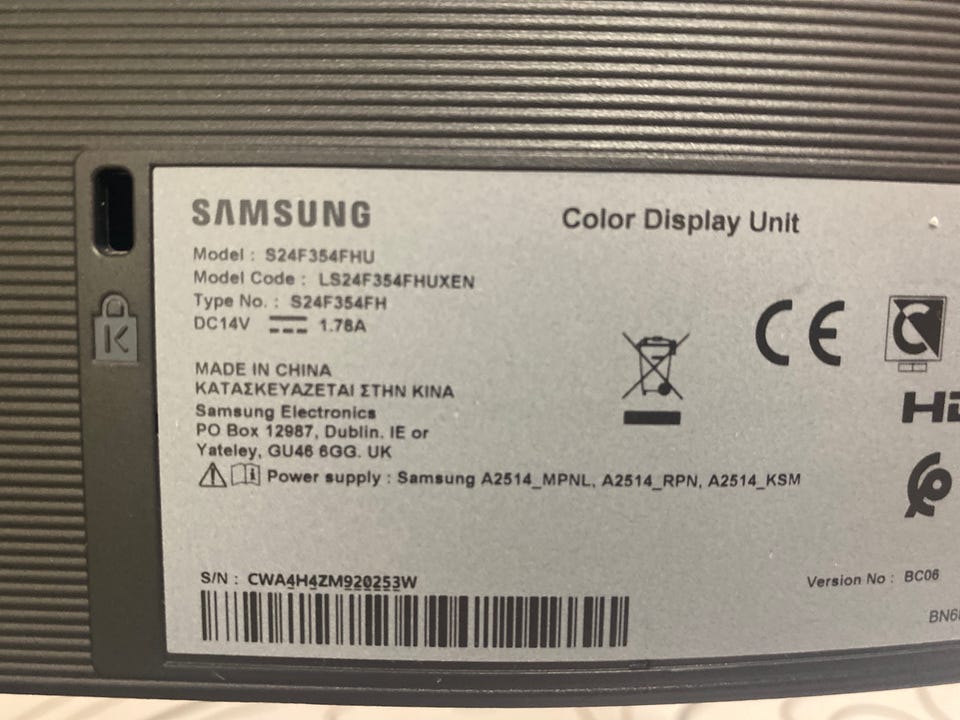 SAMSUNG
Color Display Unit
Model : S24F354FHU
Model Code : LS24F354FHUXEN
Type No. : S24F354FH
DC14V 1.78A
MADE IN CHINA
ΚΑΤΑΣΚΕΥΑΖΕΤΑΙ ΣΤΗΝ ΚΙΝΑ
Samsung Electronics
PO Box 12987, Dublin. IE or
Yateley, GU46 6GG. UK
Power supply : Samsung A2514_MPNL, A2514_RPN, A2514_KSM
CE
K
S/N : CWA4H4ZM920253W
Version No : BC06